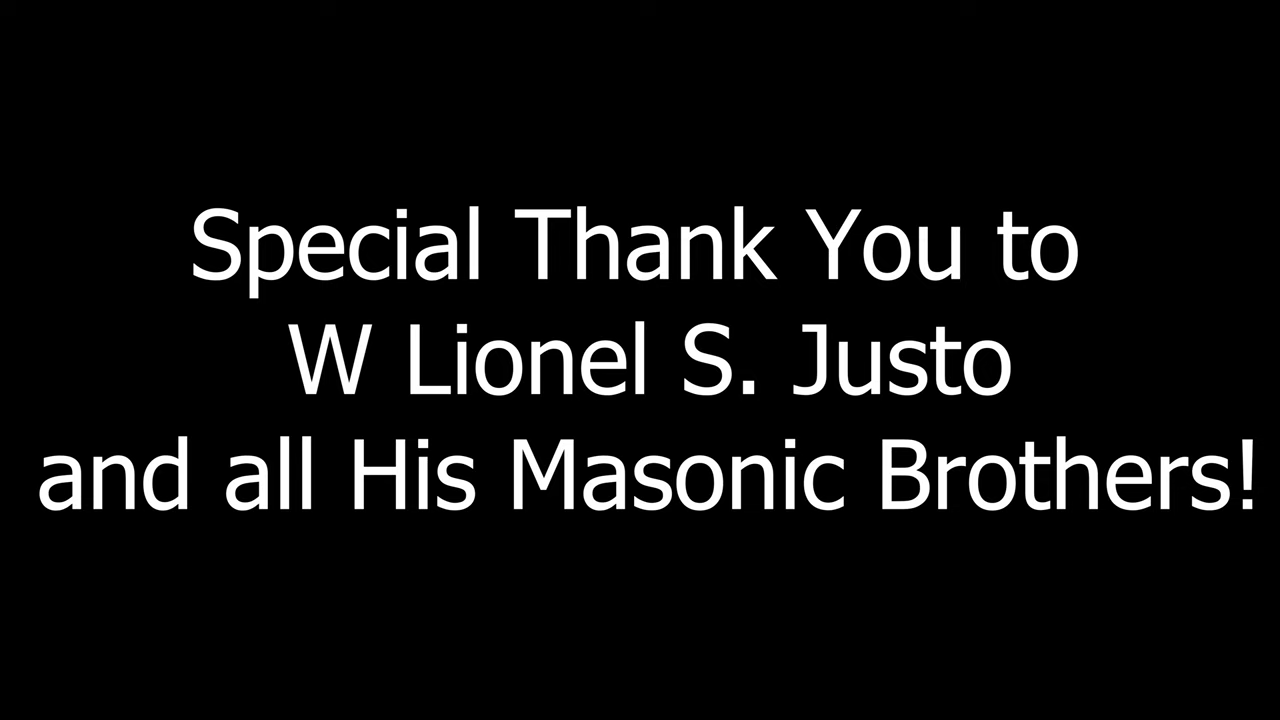 Special Thank You to
W Lionel S. Justo
and all His Masonic Brothers!